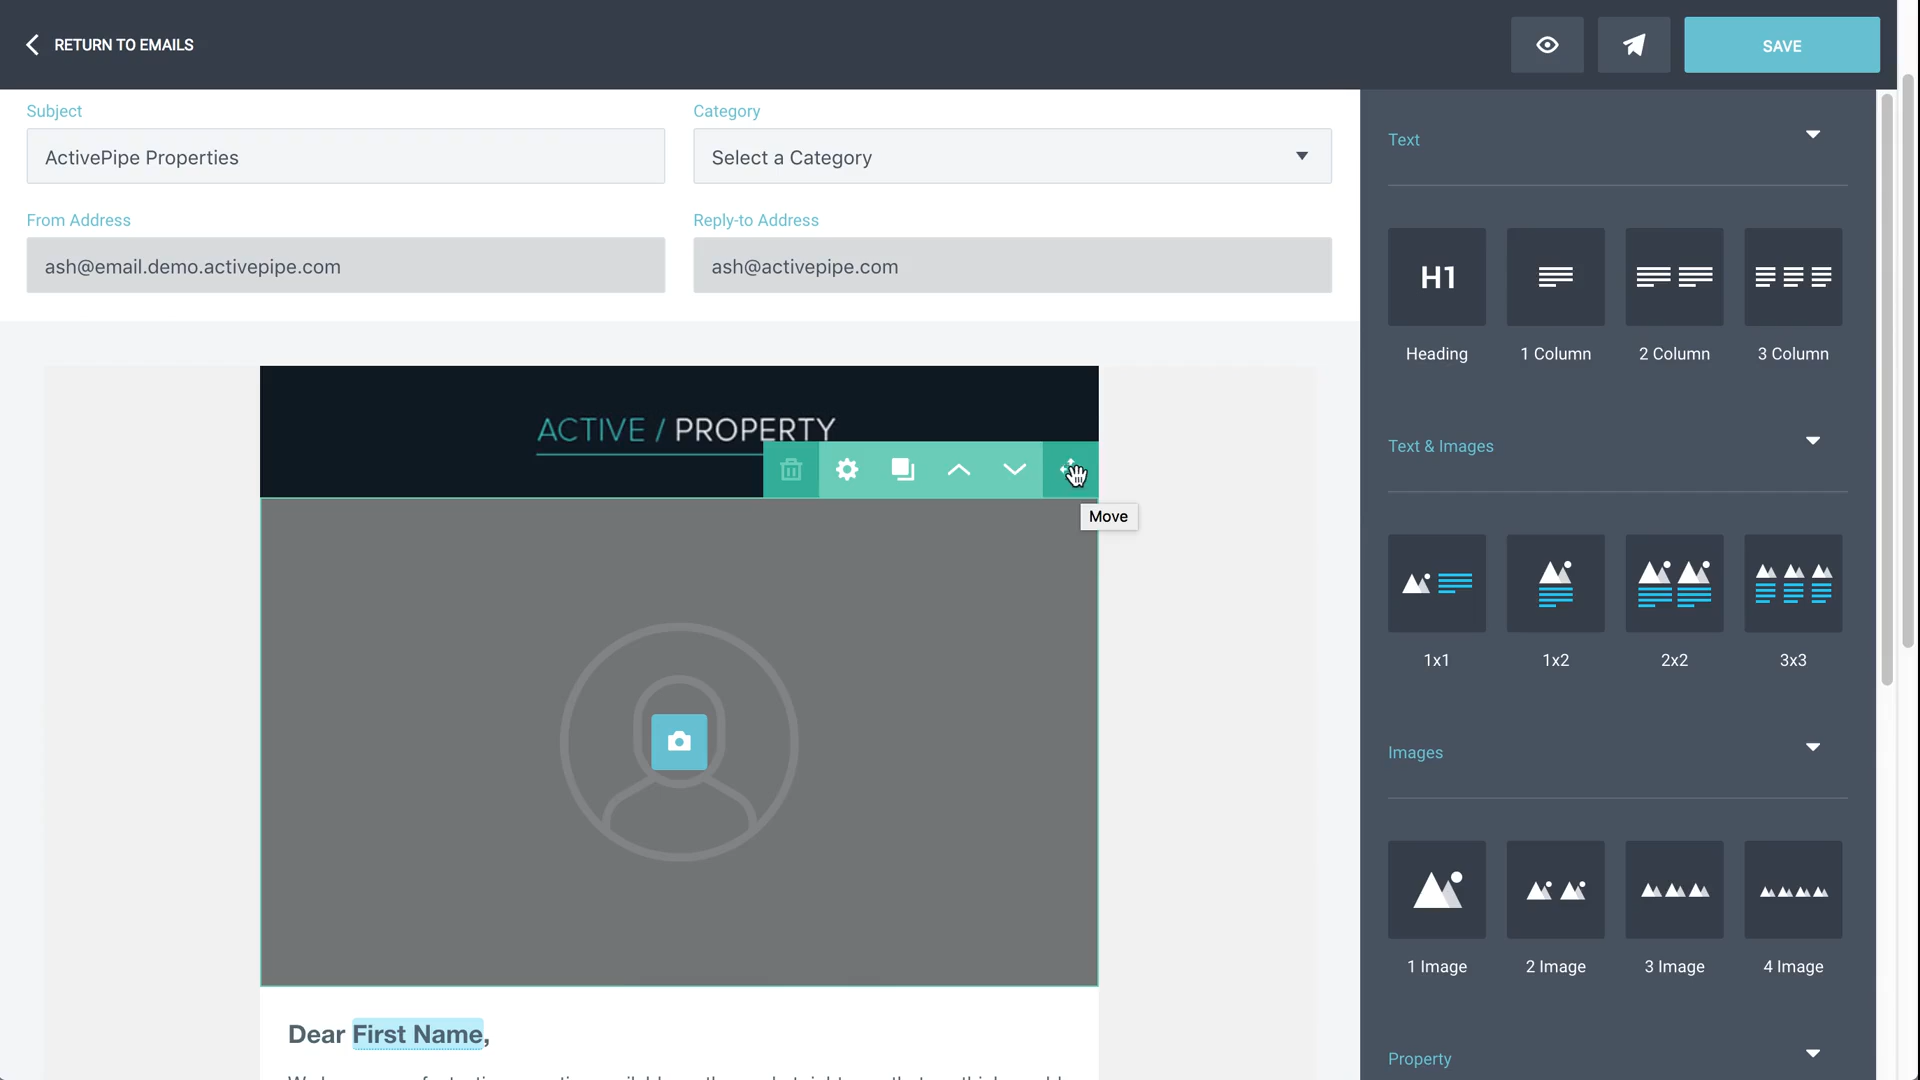 RETURN TO EMAILS
SAVE
Subject
Category
ActivePipe Properties
Select a Category
From Address
Reply-to Address
ash@email.demo.activepipe.com
ash@activepipe.com
ACTIVE / PROPERTY
Move
Dear First Name,
Text
H1
Heading
1 Column
2 Column
3 Column
Text & Images
1x1
1x2
2x2
3x3
Images
1 Image
2 Image
3 Image
4 Image
Property